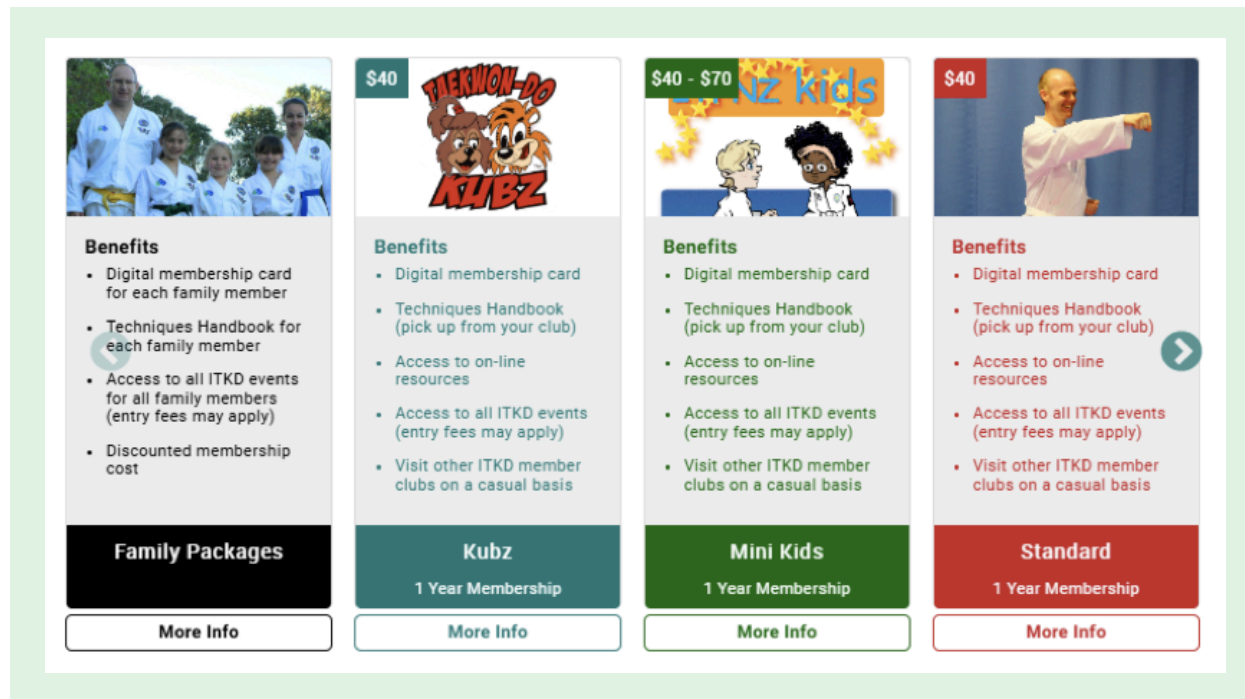 Benefits
Digital membership card
for each family member
Techniques Handbook for
each family member
Access to all ITKD events
for all family members
(entry fees may apply)
Discounted membership
cost
Family Packages
More Info
$40
TAEKWON-DO
KUBZ
Benefits
Digital membership card
Techniques Handbook
(pick up from your club)
Access to on-line
resources
Access to all ITKD events
(entry fees may apply)
Visit other ITKD member
clubs on a casual basis
Kubz
1 Year Membership
More Info
$40 - $70
NZ kids
Benefits
Digital membership card
Techniques Handbook
(pick up from your club)
Access to on-line
resources
Access to all ITKD events
(entry fees may apply)
Visit other ITKD member
clubs on a casual basis
Mini Kids
1 Year Membership
More Info
$40
Benefits
Digital membership card
Techniques Handbook
(pick up from your club)
Access to on-line
resources
Access to all ITKD events
(entry fees may apply)
Visit other ITKD member
clubs on a casual basis
Standard
1 Year Membership
More Info